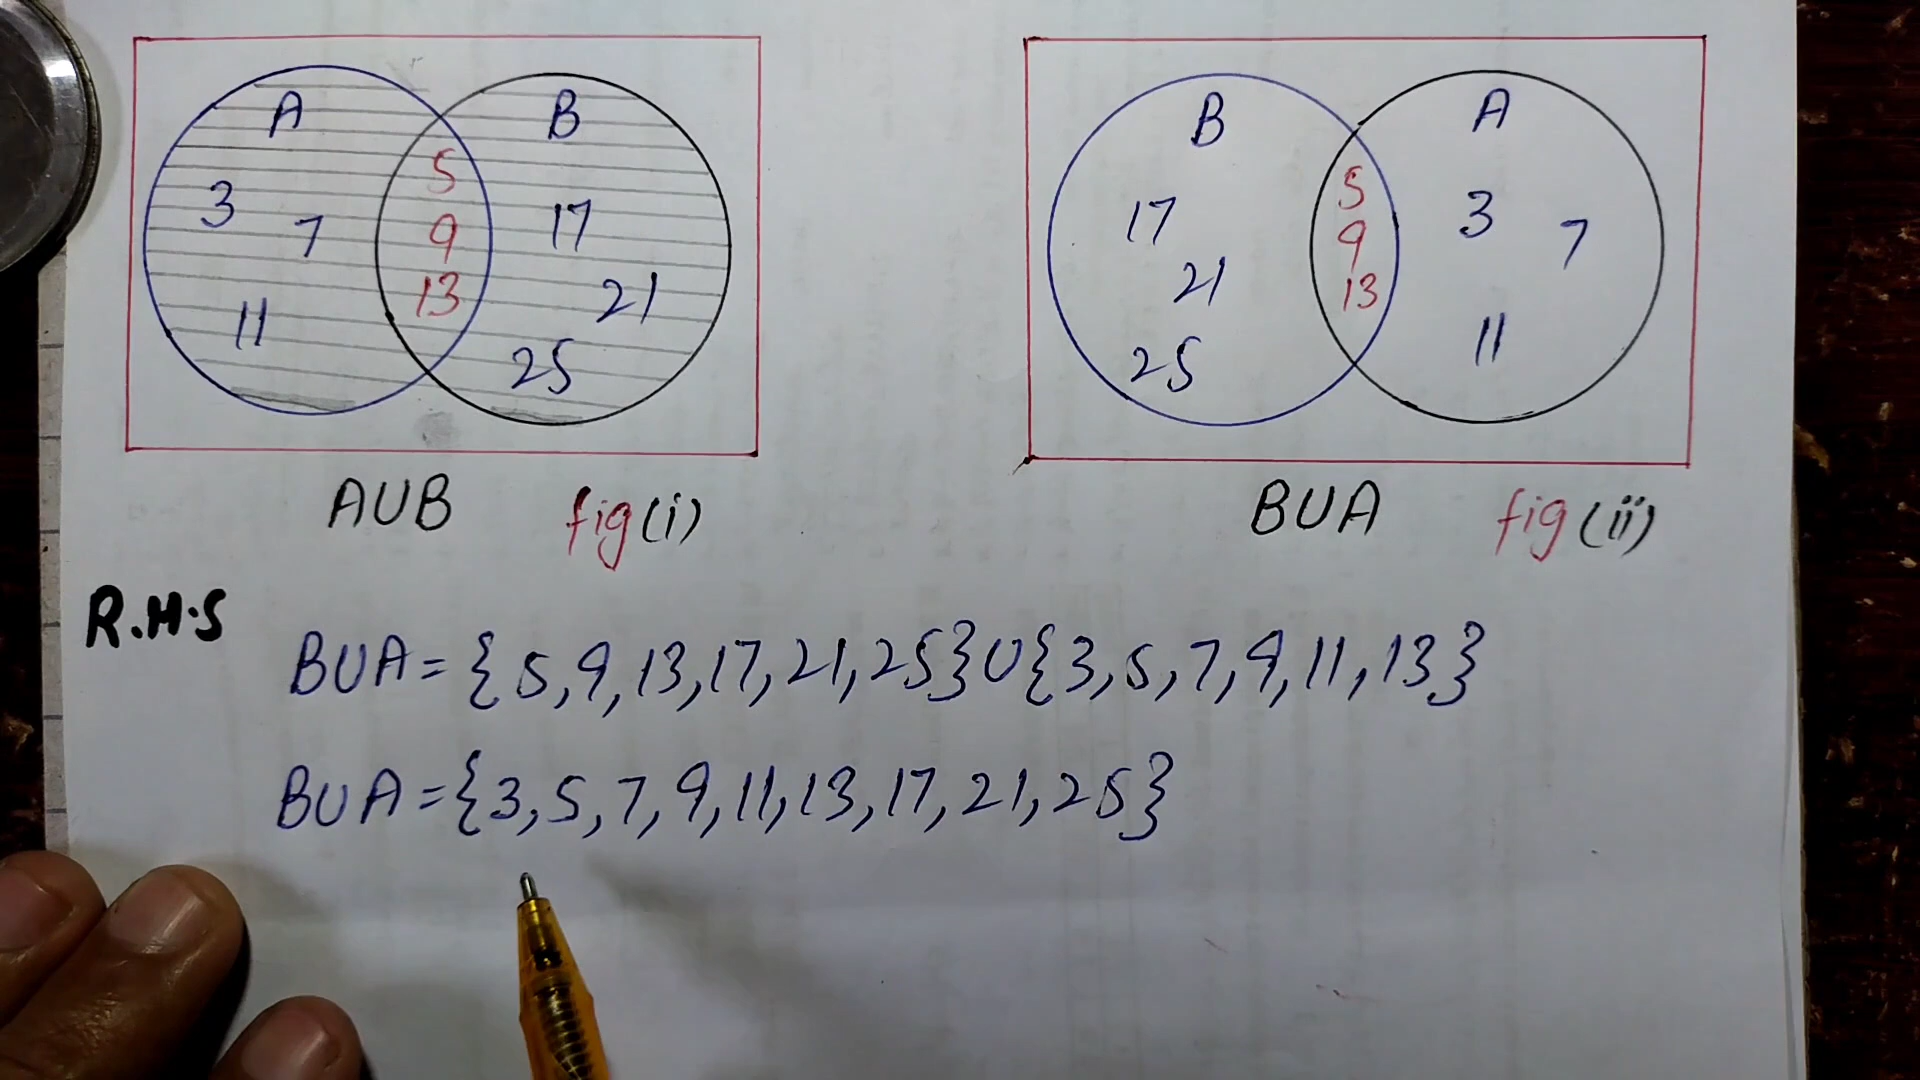 A B
5
3 7 9 17
13 21
11 25
AUB fig(i)
B A
5
17 9 3 7
21 13
25 11
BUA fig(ii)
R.H.S
BUA={5,9,13,17,21,25}U{3,5,7,9,11,13}
BUA={3,5,7,9,11,13,17,21,25}